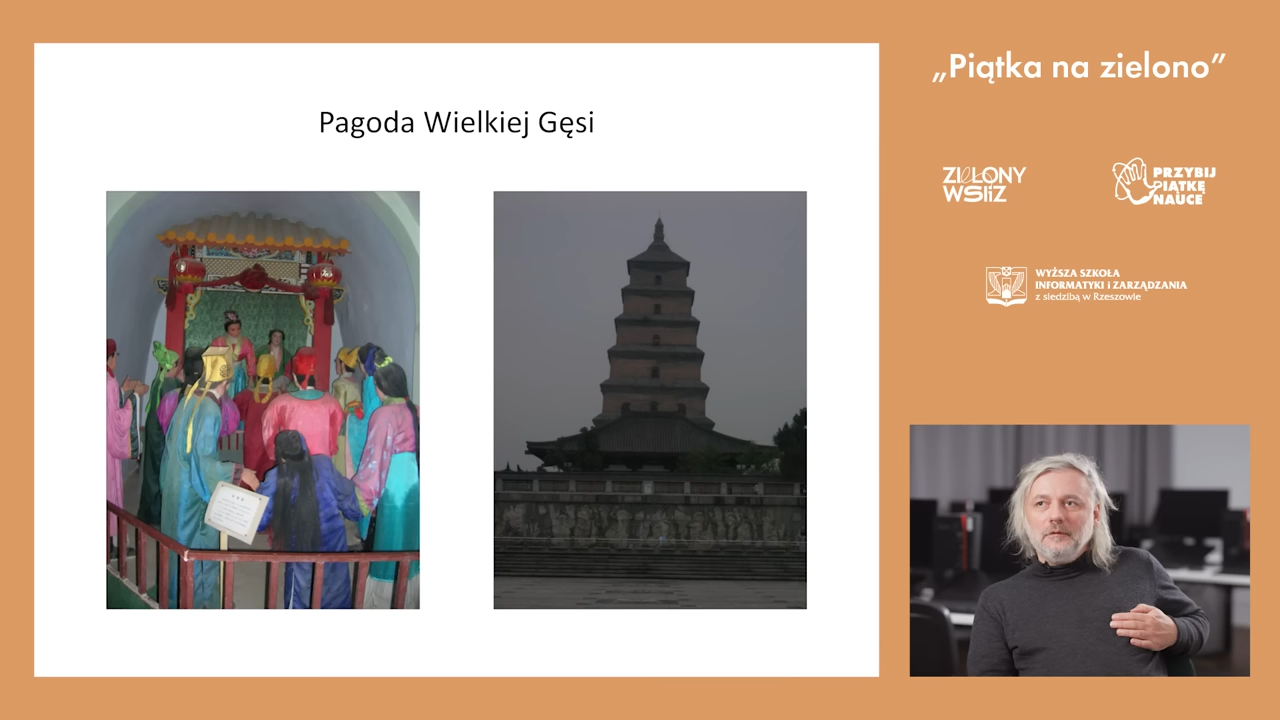 Pagoda Wielkiej Gęsi
„Piątka na zielono”
ZIELONY
WSIiZ
PRZYBIJ
PIĄTKĘ
NAUCE
WYŻSZA SZKOŁA
INFORMATYKI i ZARZĄDZANIA
z siedzibą w Rzeszowie